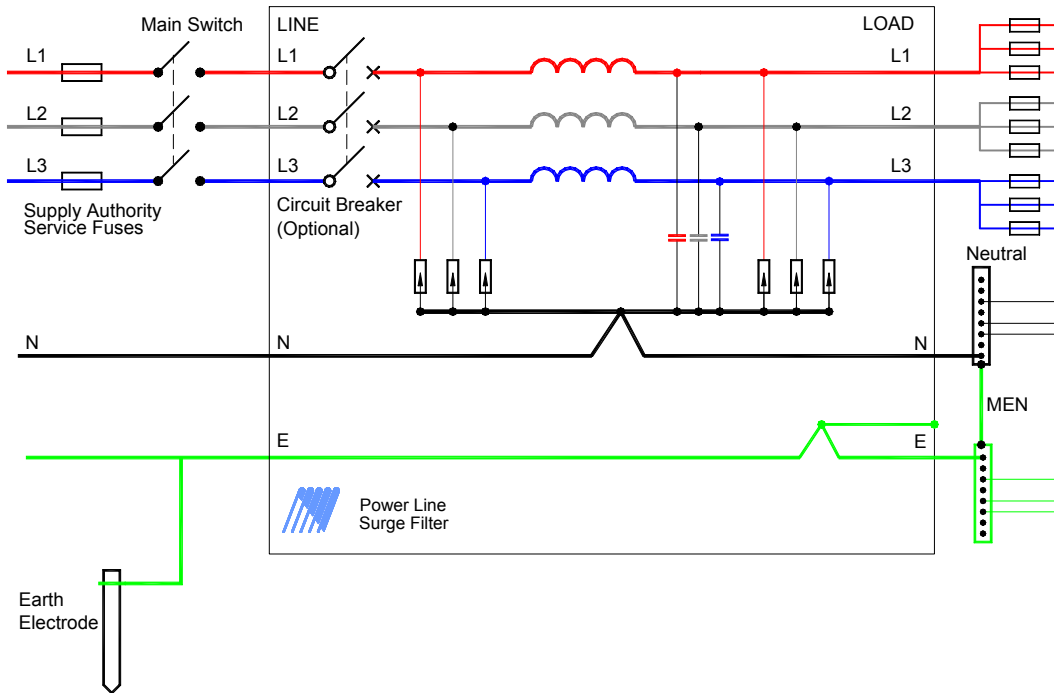 Main Switch
LINE
LOAD
L1
L1
L1
L2
L2
L2
L3
L3
L3
Supply Authority
Service Fuses
Circuit Breaker
(Optional)
Neutral
N
N
N
MEN
E
E
Power Line
Surge Filter
Earth
Electrode